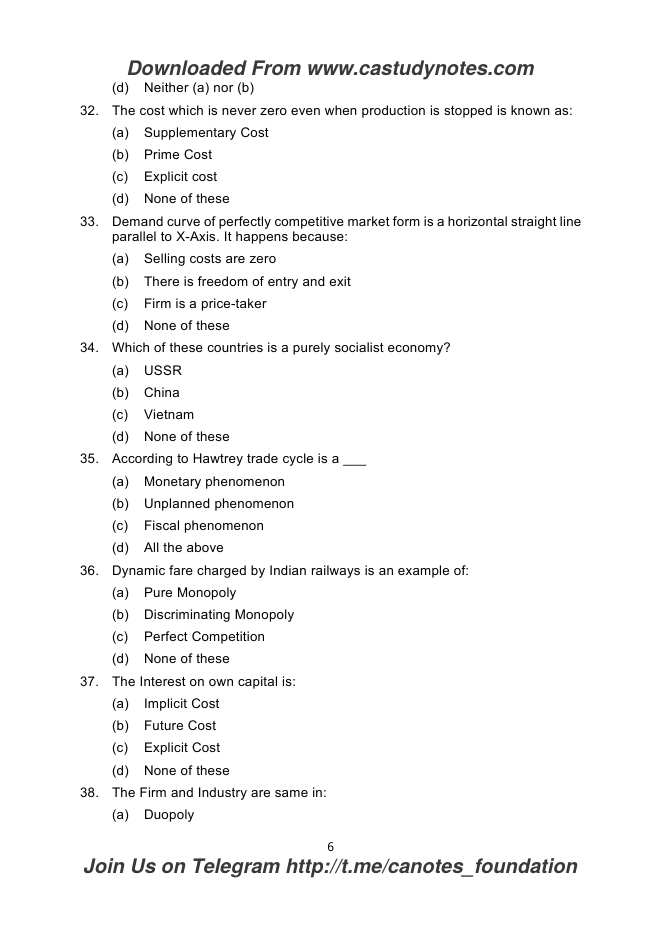 Downloaded From www.castudynotes.com
(d) Neither (a) nor (b)
32. The cost which is never zero even when production is stopped is known as:
(a) Supplementary Cost
(b) Prime Cost
(c) Explicit cost
(d) None of these
33. Demand curve of perfectly competitive market form is a horizontal straight line
parallel to X-Axis. It happens because:
(a) Selling costs are zero
(b) There is freedom of entry and exit
(c) Firm is a price-taker
(d) None of these
34. Which of these countries is a purely socialist economy?
(a) USSR
(b) China
(c) Vietnam
(d) None of these
35. According to Hawtrey trade cycle is a ___
(a) Monetary phenomenon
(b) Unplanned phenomenon
(c) Fiscal phenomenon
(d) All the above
36. Dynamic fare charged by Indian railways is an example of:
(a) Pure Monopoly
(b) Discriminating Monopoly
(c) Perfect Competition
(d) None of these
37. The Interest on own capital is:
(a) Implicit Cost
(b) Future Cost
(c) Explicit Cost
(d) None of these
38. The Firm and Industry are same in:
(a) Duopoly
6
Join Us on Telegram http://t.me/canotes_foundation